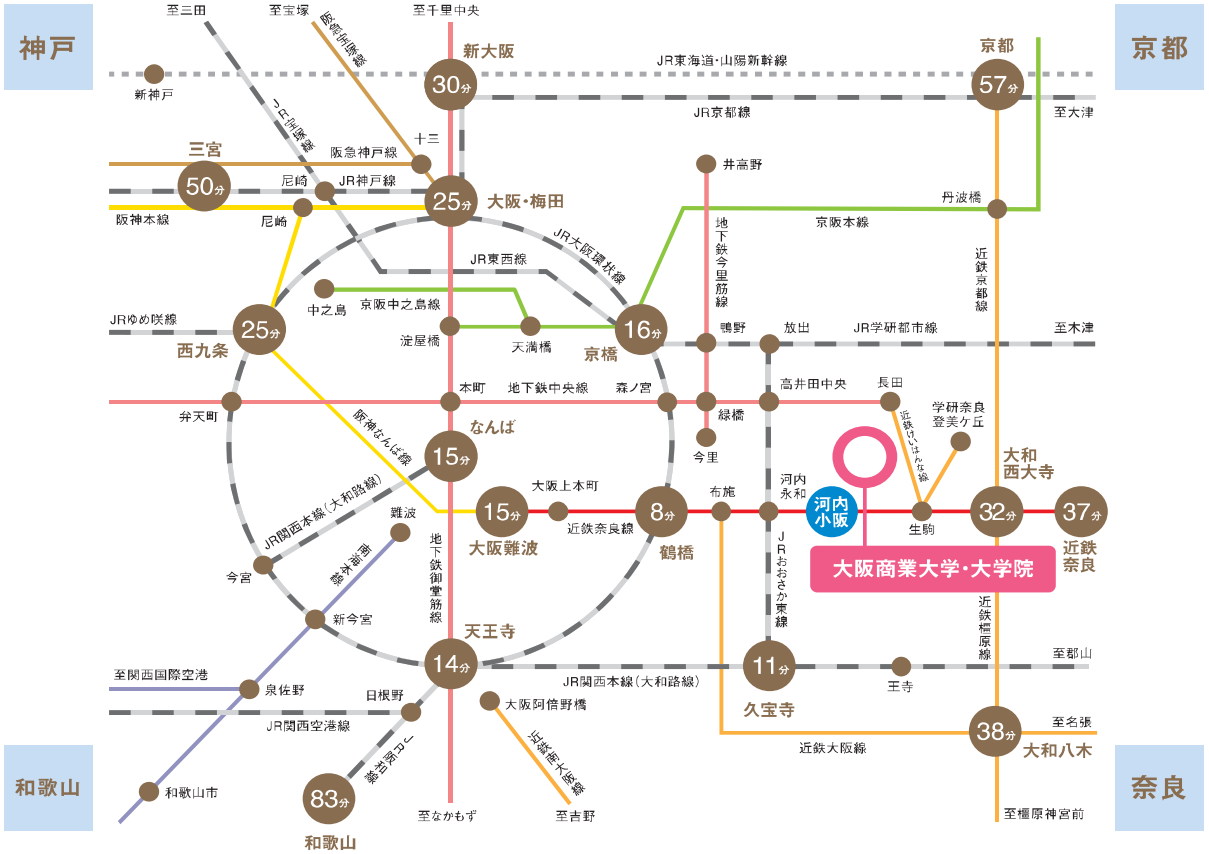 神戸
至三田
至宝塚
至千里中央
京都
新神戸
阪急宝塚線
新大阪
30分
JR東海道・山陽新幹線
京都
57分
JR京都線
至大津
JR宝塚線
三宮
50分
十三
阪急神戸線
尼崎
JR神戸線
25分
大阪・梅田
井高野
丹波橋
阪神本線
尼崎
京阪本線
地下鉄今里筋線
近鉄京都線
JR大阪環状線
JR東西線
中之島
京阪中之島線
JRゆめ咲線
25分
西九条
淀屋橋
天満橋
16分
京橋
鴨野
放出
JR学研都市線
至木津
弁天町
本町
地下鉄中央線
森ノ宮
緑橋
高井田中央
長田
近鉄けいはんな線
学研奈良
登美ケ丘
阪神なんば線
なんば
15分
今里
大和
西大寺
JR関西本線(大和路線)
難波
15分
大阪難波
大阪上本町
近鉄奈良線
8分
鶴橋
布施
河内
永和
河内
小阪
生駒
32分
37分
近鉄
奈良
大阪商業大学・大学院
今宮
南海本線
地下鉄御堂筋線
JRおおさか東線
近鉄橿原線
新今宮
天王寺
14分
JR関西本線(大和路線)
11分
久宝寺
王寺
至郡山
至関西国際空港
泉佐野
日根野
JR関西空港線
JR阪和線
大阪阿倍野橋
近鉄南大阪線
近鉄大阪線
38分
大和八木
至名張
和歌山
和歌山市
83分
和歌山
至なかもず
至吉野
至橿原神宮前
奈良